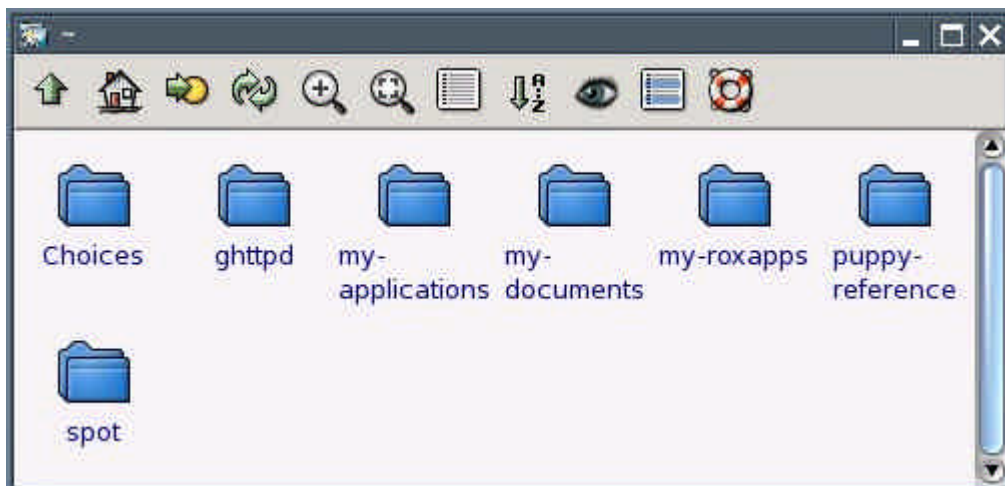 ~
Choices
ghttpd
my-
applications
my-
documents
my-roxapps
puppy-
reference
spot